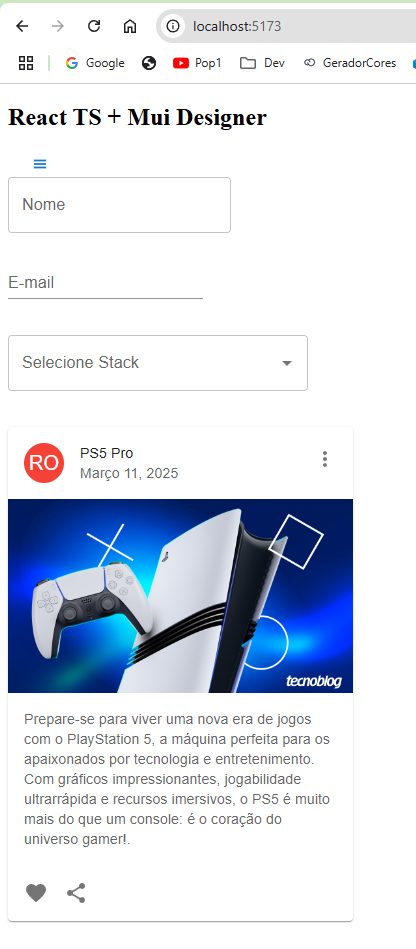 localhost:5173
Google
Pop1
Dev
GeradorCores
React TS + Mui Designer
Nome
E-mail
Selecione Stack
RO
PS5 Pro
Março 11, 2025
tecnoblog
Prepare-se para viver uma nova era de jogos
com o PlayStation 5, a máquina perfeita para os
apaixonados por tecnologia e entretenimento.
Com gráficos impressionantes, jogabilidade
ultrarrápida e recursos imersivos, o PS5 é muito
mais do que um console: é o coração do
universo gamer!.